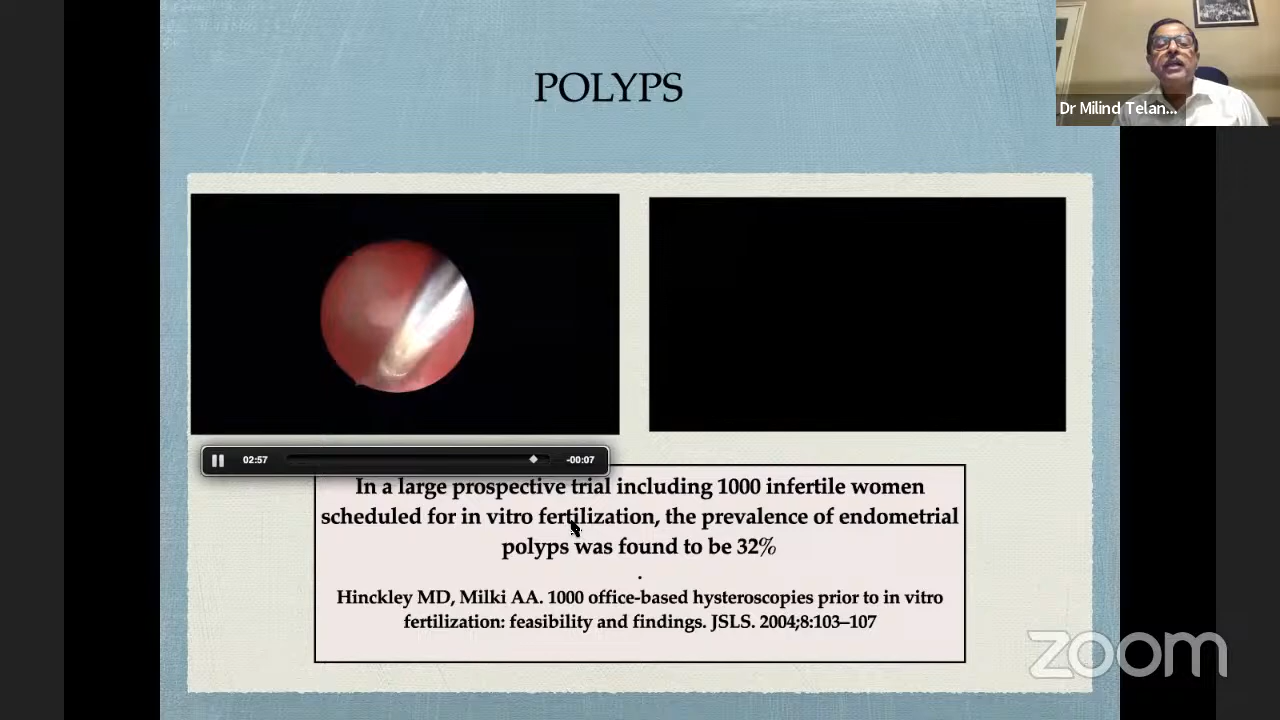 POLYPS
Dr Milind Telan...
02:57
-00:07
In a large prospective trial including 1000 infertile women
scheduled for in vitro fertilization, the prevalence of endometrial
polyps was found to be 32%
.
Hinckley MD, Milki AA. 1000 office-based hysteroscopies prior to in vitro
fertilization: feasibility and findings. JSLS. 2004;8:103–107
zoom